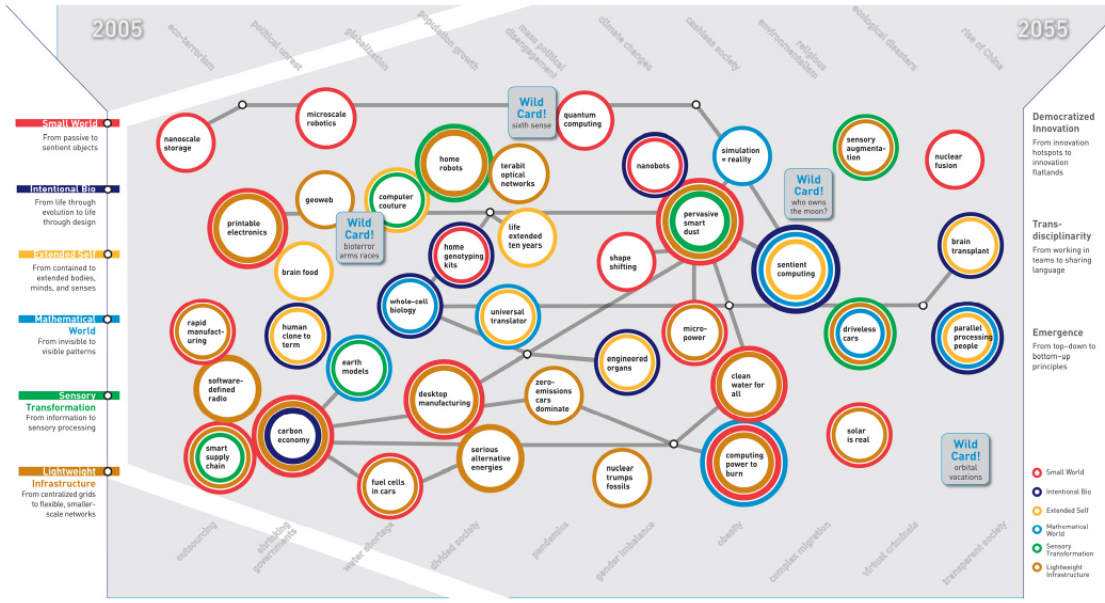 2005
2055
eco-terrorism
political unrest
globalization
population growth
mass political
disengagement
climate changes
cashless society
religious
environmentalism
ecological disasters
rise of China
Small World
From passive to
sentient objects
Intentional Bio
From life through
evolution to life
through design
Extended Self
From contained to
extended bodies,
minds, and senses
Mathematical
World
From invisible to
visible patterns
Sensory
Transformation
From information to
sensory processing
Lightweight
Infrastructure
From centralized grids
to flexible, smaller-
scale networks
nanoscale
storage
microscale
robotics
Wild
Card!
sixth sense
quantum
computing
home
robots
terabit
optical
networks
nanobots
simulation
= reality
sensory
augmenta-
tion
nuclear
fusion
Wild
Card!
who owns
the moon?
printable
electronics
geoweb
computer
couture
Wild
Card!
bioterror
arms races
life
extended
ten years
pervasive
smart
dust
brain food
home
genotyping
kits
shape
shifting
sentient
computing
brain
transplant
whole-cell
biology
universal
translator
rapid
manufact-
uring
human
clone to
term
earth
models
engineered
organs
micro-
power
driveless
cars
parallel
processing
people
software-
defined
radio
desktop
manufacturing
zero-
emissions
cars
dominate
clean
water for
all
carbon
economy
smart
supply
chain
serious
alternative
energies
fuel cells
in cars
nuclear
trumps
fossils
computing
power to
burn
solar
is real
Wild
Card!
orbital
vacations
Democratized
Innovation
From innovation
hotspots to
innovation
flatlands
Trans-
disciplinarity
From working in
teams to sharing
language
Emergence
From top-down to
bottom-up
principles
Small World
Intentional Bio
Extended Self
Mathematical
World
Sensory
Transformation
Lightweight
Infrastructure
outsourcing
shrinking
governments
water shortage
divided society
pandemics
gender imbalance
obesity
complex migration
virtual criminals
transparent society